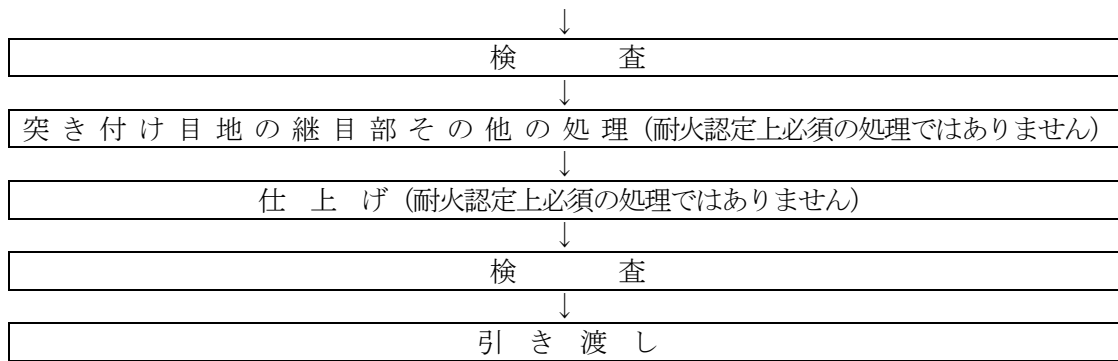 ↓
検　　　査
↓
突き付け目地の継目部その他の処理(耐火認定上必須の処理ではありません)
↓
仕 上 げ (耐火認定上必須の処理ではありません)
↓
検　　　査
↓
引 き 渡 し